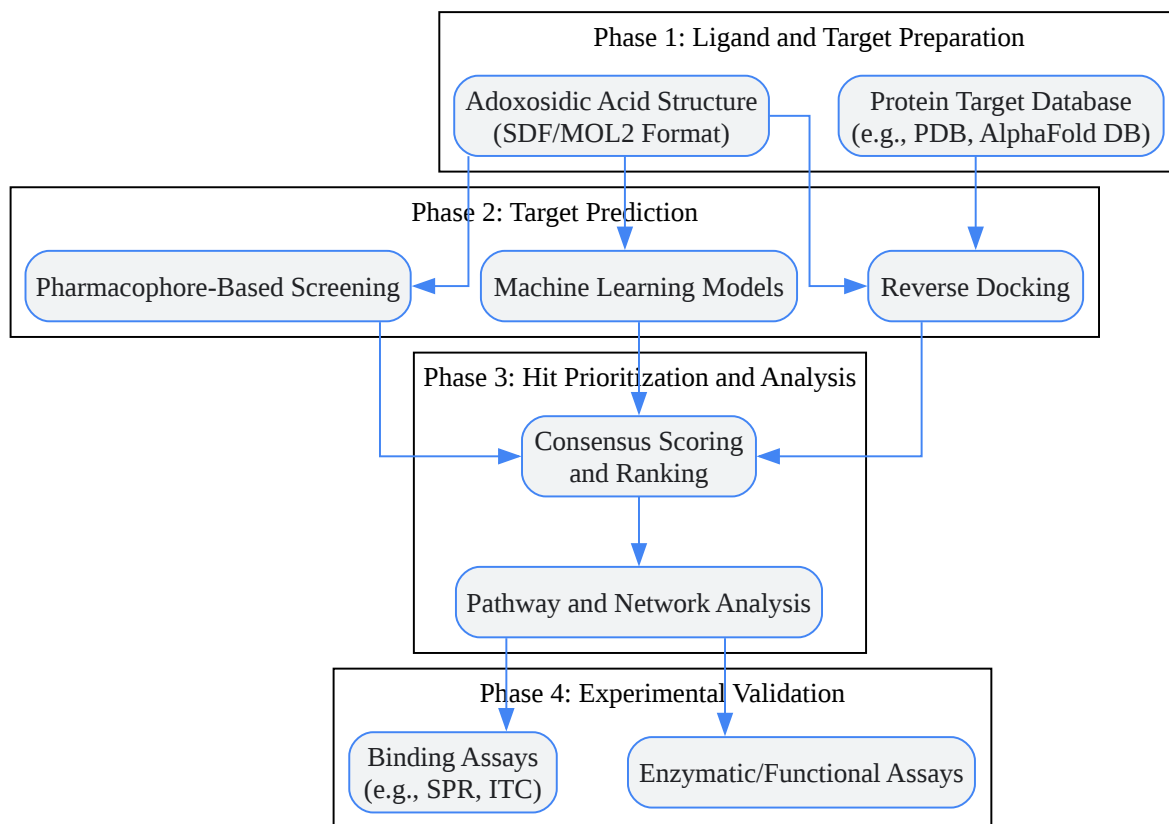 Phase 1: Ligand and Target Preparation
Adoxosidic Acid Structure
(SDF/MOL2 Format)
Protein Target Database
(e.g., PDB, AlphaFold DB)
Phase 2: Target Prediction
Pharmacophore-Based Screening
Machine Learning Models
Reverse Docking
Phase 3: Hit Prioritization and Analysis
Consensus Scoring
and Ranking
Pathway and Network Analysis
Phase 4: Experimental Validation
Binding Assays
(e.g., SPR, ITC)
Enzymatic/Functional Assays